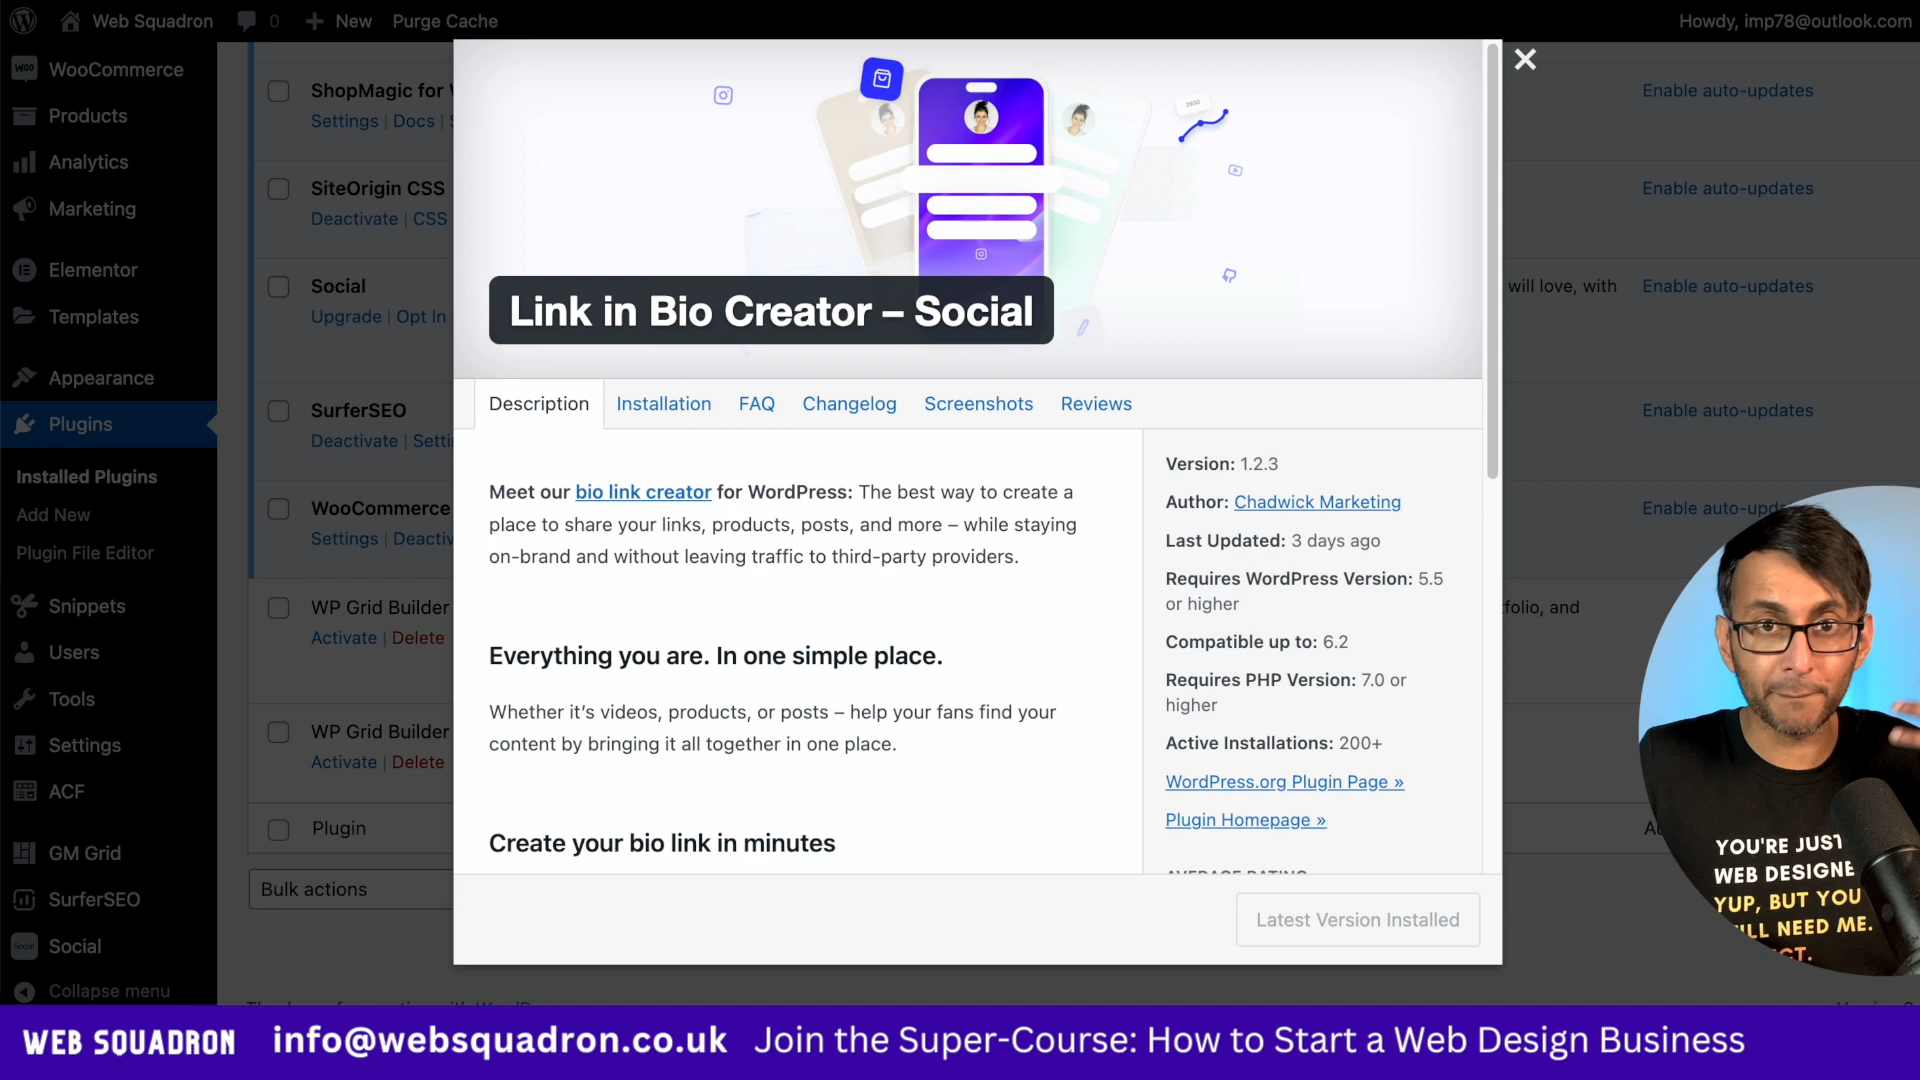 Web Squadron
0
New
Purge Cache
Howdy, imp78@outlook.com
WooCommerce
Products
Analytics
Marketing
Elementor
Templates
Appearance
Plugins
Installed Plugins
Add New
Plugin File Editor
Snippets
Users
Tools
Settings
ACF
GM Grid
SurferSEO
Social
Collapse menu
ShopMagic for
Settings | Docs |
Enable auto-updates
SiteOrigin CSS
Deactivate | CSS
Enable auto-updates
Social
Upgrade | Opt In
will love, with
Enable auto-updates
SurferSEO
Deactivate | Setti
Enable auto-updates
WooCommerce
Settings | Deactiv
Enable auto-upd
WP Grid Builder
Activate | Delete
folio, and
WP Grid Builder
Activate | Delete
Plugin
Bulk actions
Link in Bio Creator – Social
Description
Installation
FAQ
Changelog
Screenshots
Reviews
Meet our bio link creator for WordPress: The best way to create a
place to share your links, products, posts, and more – while staying
on-brand and without leaving traffic to third-party providers.
Everything you are. In one simple place.
Whether it's videos, products, or posts – help your fans find your
content by bringing it all together in one place.
Create your bio link in minutes
Version: 1.2.3
Author: Chadwick Marketing
Last Updated: 3 days ago
Requires WordPress Version: 5.5
or higher
Compatible up to: 6.2
Requires PHP Version: 7.0 or
higher
Active Installations: 200+
WordPress.org Plugin Page »
Plugin Homepage »
AVERAGE RATING
Latest Version Installed
YOU'RE JUST
WEB DESIGNE
YUP, BUT YOU
ILL NEED ME.
CT.
WEB SQUADRON
info@websquadron.co.uk
Join the Super-Course: How to Start a Web Design Business